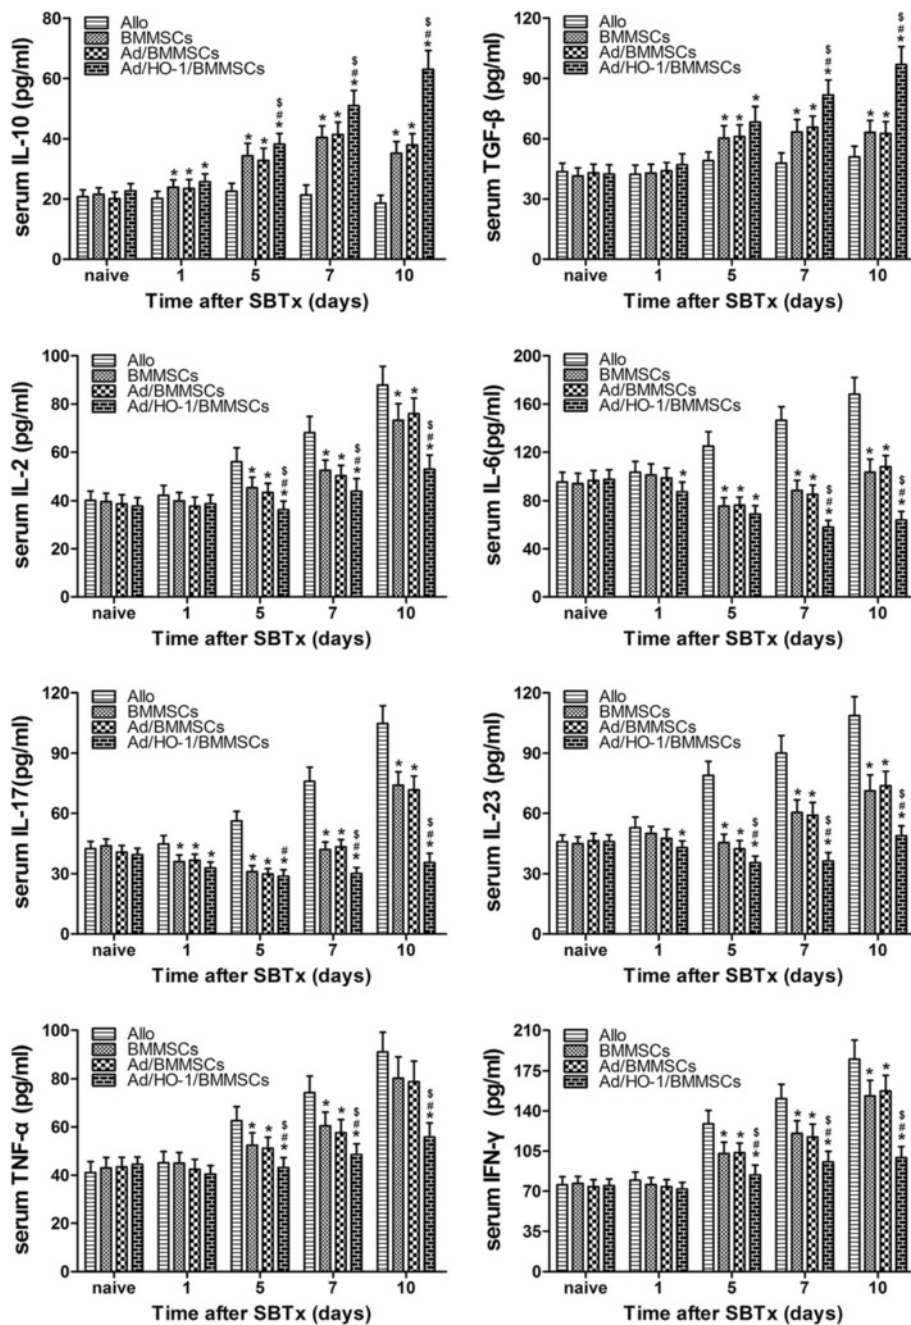 Allo
BMMSCs
Ad/BMMSCs
Ad/HO-1/BMMSCs
serum IL-10 (pg/ml)
80
60
40
20
0
* * *
* * $#*
* * $#*
* * $#*
naive 1 5 7 10
Time after SBTx (days)
Allo
BMMSCs
Ad/BMMSCs
Ad/HO-1/BMMSCs
serum TGF-β (pg/ml)
120
90
60
30
0
* * *
* * $#*
* * $#*
naive 1 5 7 10
Time after SBTx (days)
Allo
BMMSCs
Ad/BMMSCs
Ad/HO-1/BMMSCs
serum IL-2 (pg/ml)
100
80
60
40
20
0
* * $#*
* * $#*
* * $#*
naive 1 5 7 10
Time after SBTx (days)
Allo
BMMSCs
Ad/BMMSCs
Ad/HO-1/BMMSCs
serum IL-6(pg/ml)
200
160
120
80
40
0
*
* * *
* * $#*
* * $#*
naive 1 5 7 10
Time after SBTx (days)
Allo
BMMSCs
Ad/BMMSCs
Ad/HO-1/BMMSCs
serum IL-17(pg/ml)
120
90
60
30
0
* * *
* * #*
* * $#*
* * $#*
naive 1 5 7 10
Time after SBTx (days)
Allo
BMMSCs
Ad/BMMSCs
Ad/HO-1/BMMSCs
serum IL-23 (pg/ml)
120
90
60
30
0
*
* * $#*
* * $#*
* * $#*
naive 1 5 7 10
Time after SBTx (days)
Allo
BMMSCs
Ad/BMMSCs
Ad/HO-1/BMMSCs
serum TNF-α (pg/ml)
100
80
60
40
20
0
* * $#*
* * $#*
$#*
naive 1 5 7 10
Time after SBTx (days)
Allo
BMMSCs
Ad/BMMSCs
Ad/HO-1/BMMSCs
serum IFN-γ (pg/ml)
210
175
140
105
70
35
0
* * $#*
* * $#*
* * $#*
naive 1 5 7 10
Time after SBTx (days)